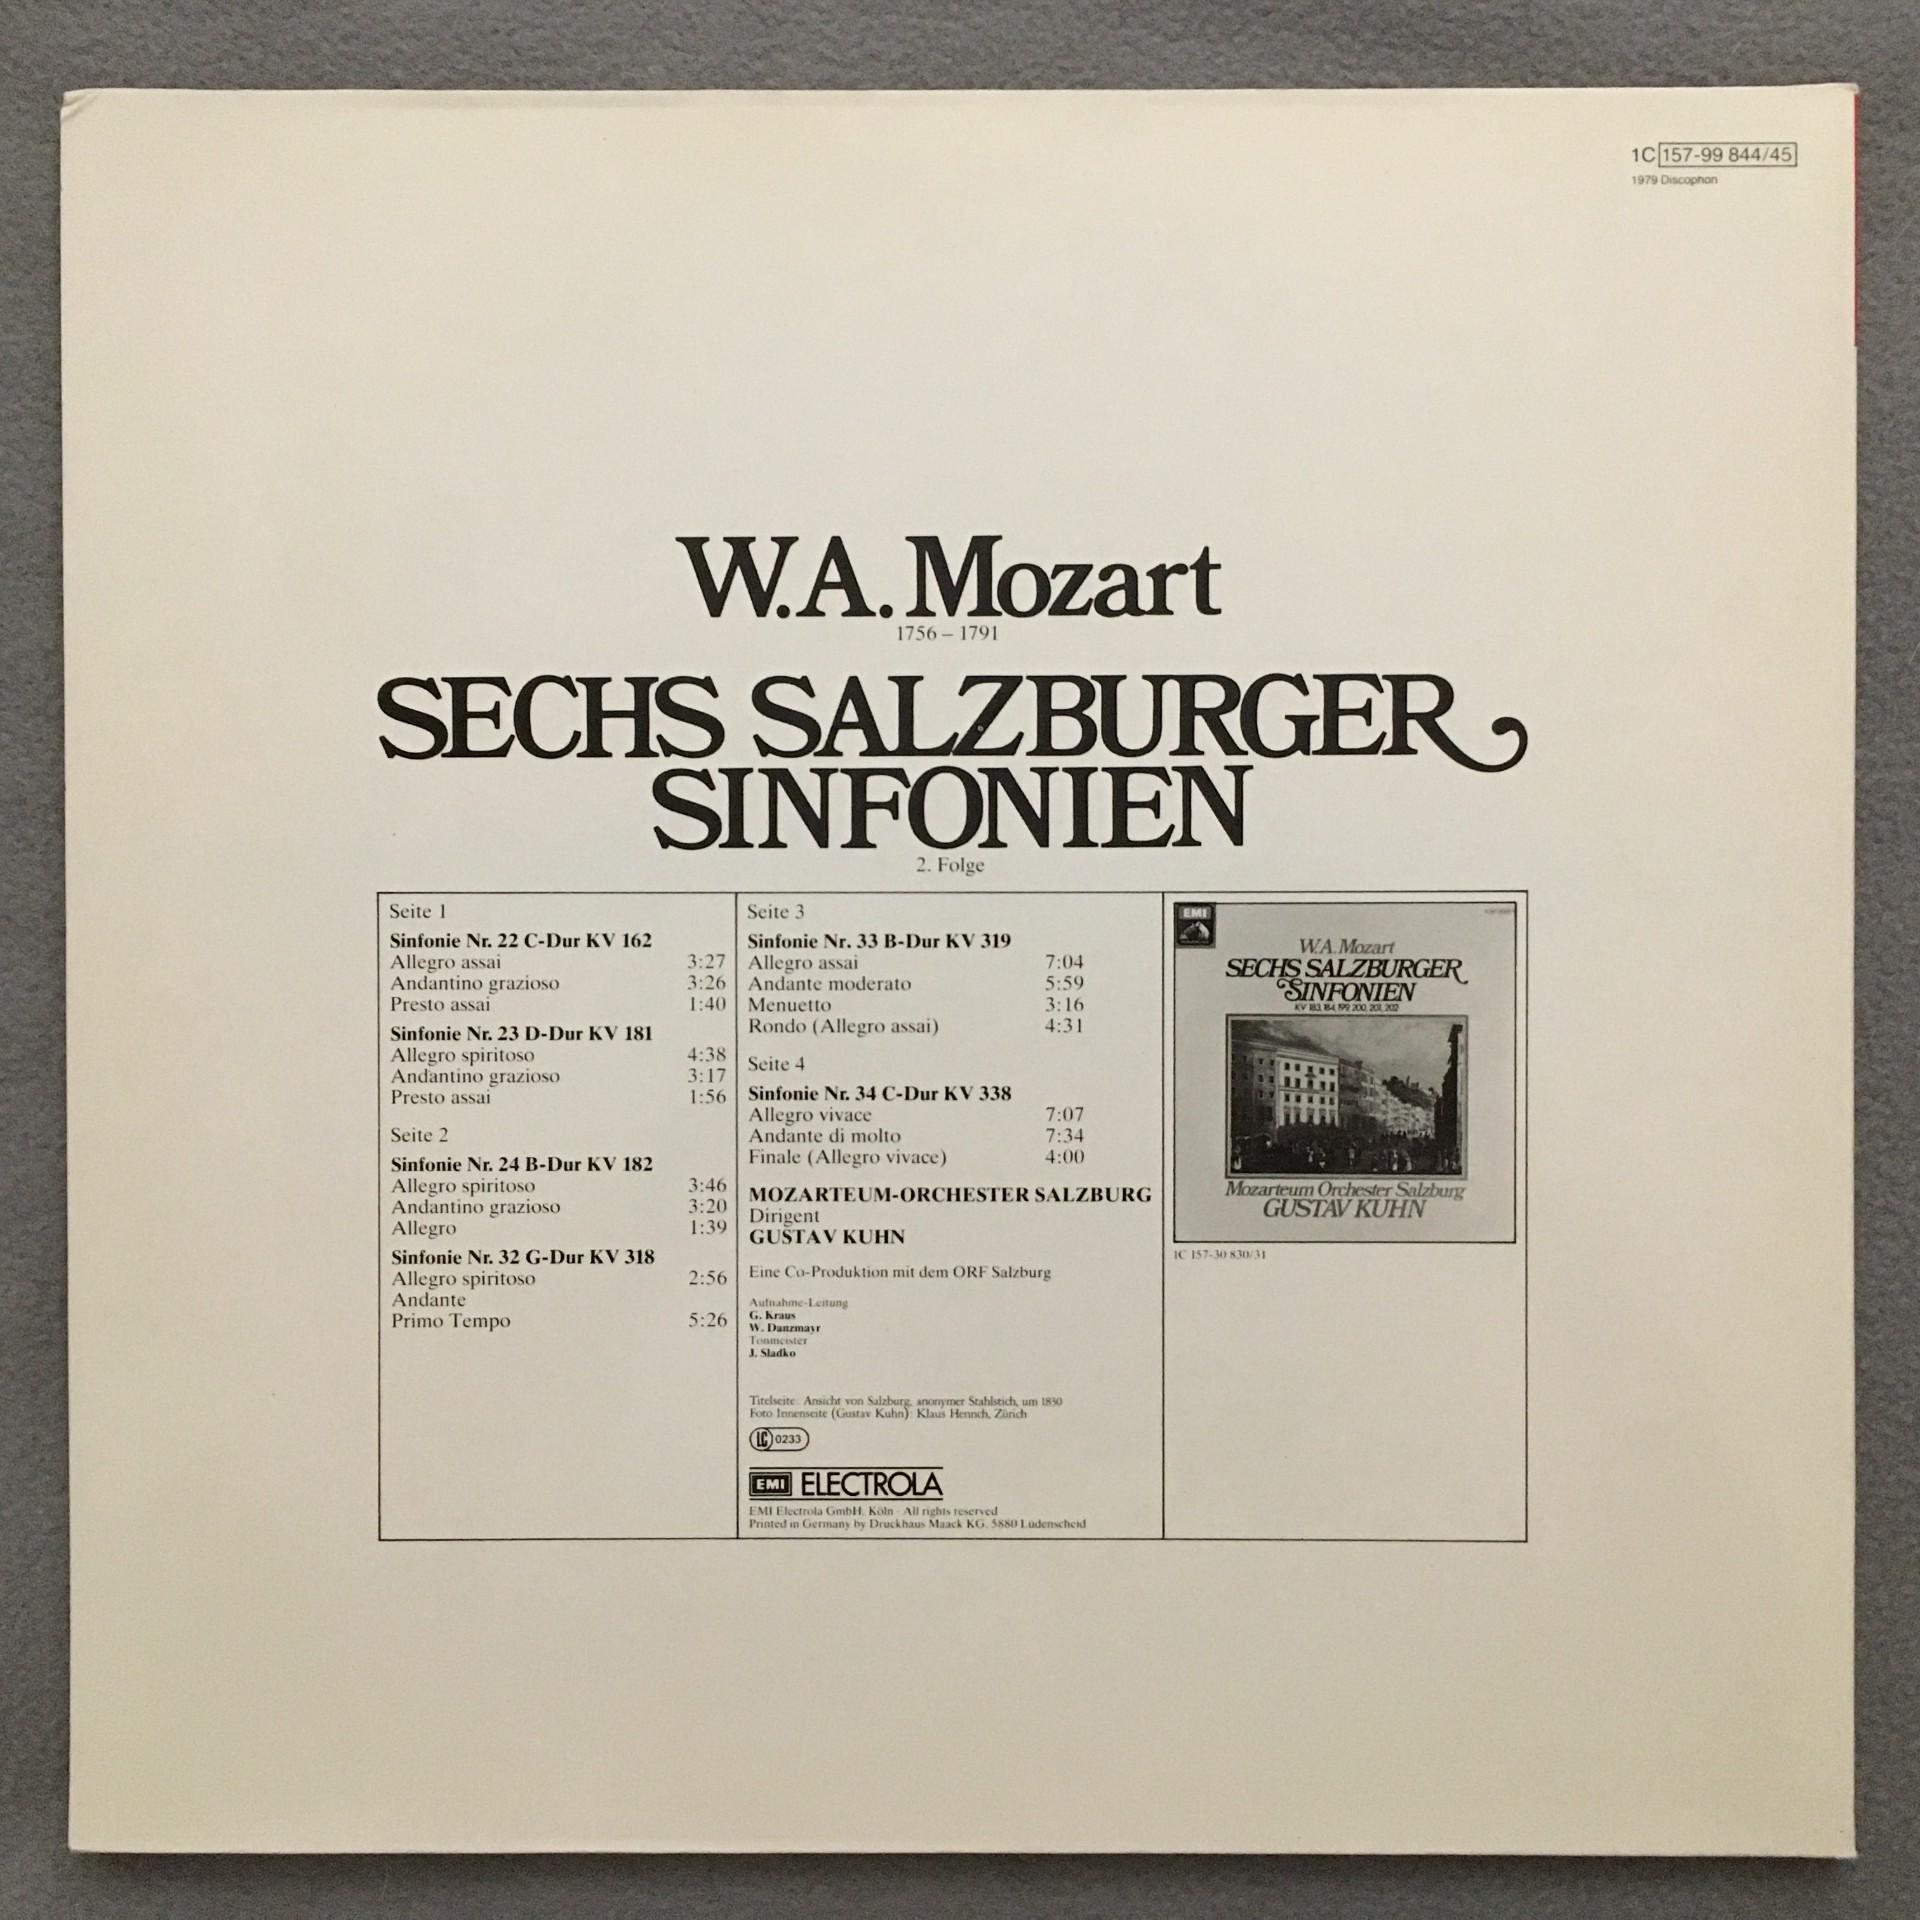 1C 157-99 844/45
1979 Discophon
W.A. Mozart
1756 – 1791
SECHS SALZBURGER
SINFONIEN
2. Folge
Seite 1
Sinfonie Nr. 22 C-Dur KV 162
Allegro assai 3:27
Andantino grazioso 3:26
Presto assai 1:40
Sinfonie Nr. 23 D-Dur KV 181
Allegro spiritoso 4:38
Andantino grazioso 3:17
Presto assai 1:56
Seite 2
Sinfonie Nr. 24 B-Dur KV 182
Allegro spiritoso 3:46
Andantino grazioso 3:20
Allegro 1:39
Sinfonie Nr. 32 G-Dur KV 318
Allegro spiritoso 2:56
Andante
Primo Tempo 5:26
Seite 3
Sinfonie Nr. 33 B-Dur KV 319
Allegro assai 7:04
Andante moderato 5:59
Menuetto 3:16
Rondo (Allegro assai) 4:31
Seite 4
Sinfonie Nr. 34 C-Dur KV 338
Allegro vivace 7:07
Andante di molto 7:34
Finale (Allegro vivace) 4:00
MOZARTEUM-ORCHESTER SALZBURG
Dirigent
GUSTAV KUHN
Eine Co-Produktion mit dem ORF Salzburg
Aufnahme-Leitung
G. Kraus
W. Danzmayr
Tonmeister
J. Sladko
Titelseite: Ansicht von Salzburg, anonymer Stahlstich, um 1830
Foto Innenseite (Gustav Kuhn): Klaus Hennch, Zürich
LC 0233
EMI ELECTROLA
EMI Electrola GmbH, Köln · All rights reserved
Printed in Germany by Druckhaus Maack KG, 5880 Lüdenscheid
EMI
W.A. Mozart
SECHS SALZBURGER
SINFONIEN
KV 183, 184, 199, 200, 201, 202
Mozarteum Orchester Salzburg
GUSTAV KUHN
1C 157-30 830/31